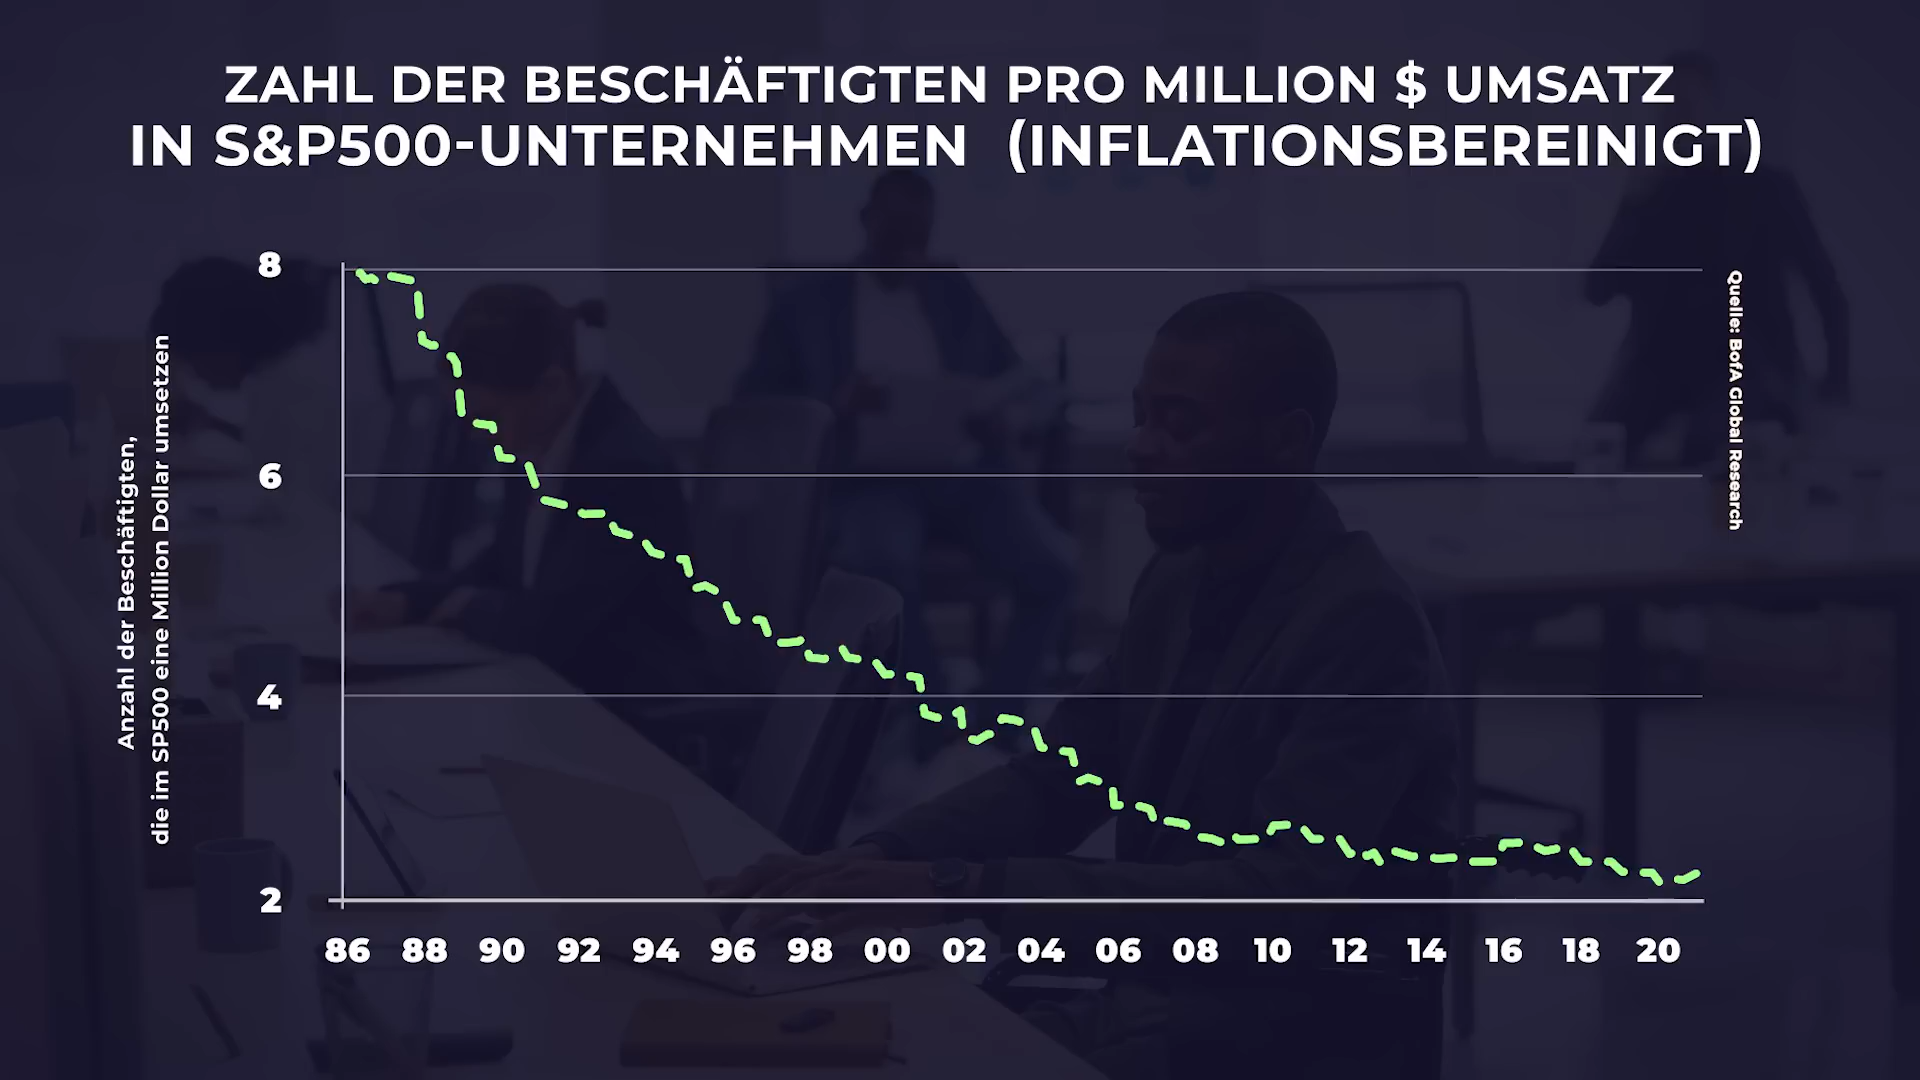 ZAHL DER BESCHÄFTIGTEN PRO MILLION $ UMSATZ
IN S&P500-UNTERNEHMEN (INFLATIONSBEREINIGT)
Anzahl der Beschäftigten,
die im SP500 eine Million Dollar umsetzen
8
6
4
2
86 88 90 92 94 96 98 00 02 04 06 08 10 12 14 16 18 20
Quelle: BofA Global Research